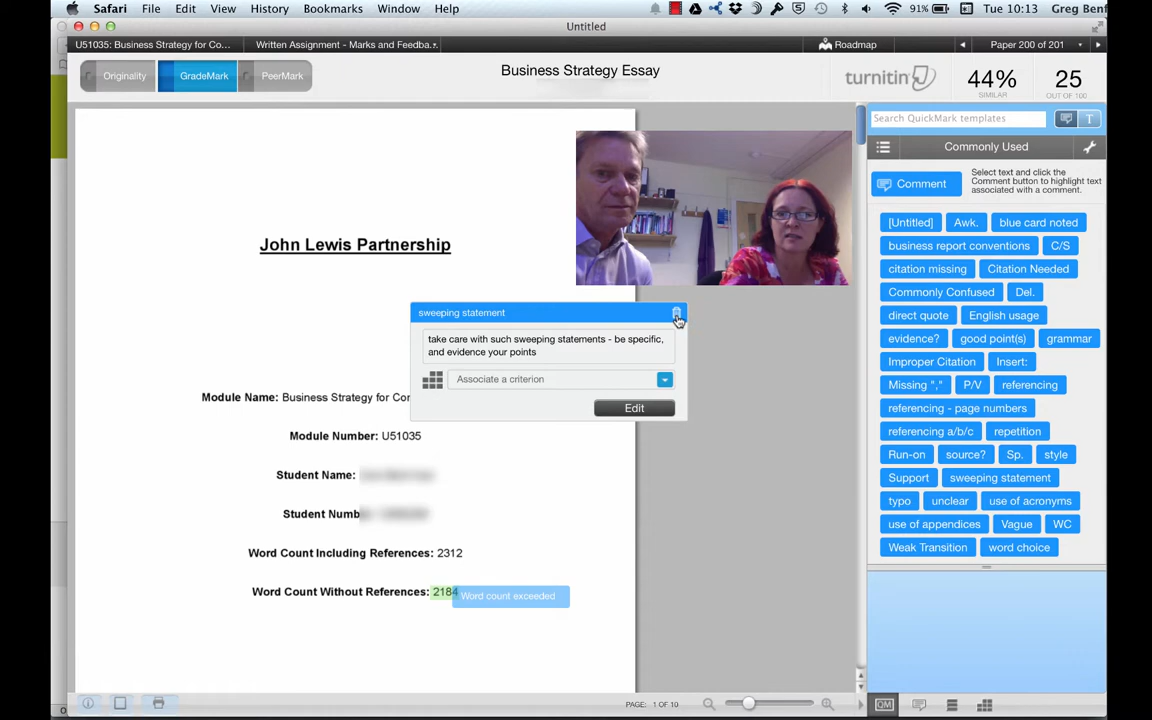 Safari File Edit View History Bookmarks Window Help 91% Tue 10:13 Greg Benf
Untitled
U51035: Business Strategy for Co... Written Assignment - Marks and Feedba... Roadmap Paper 200 of 201
Originality GradeMark PeerMark Business Strategy Essay turnitin 44% 25
SIMILAR OUT OF 100
Search QuickMark templates T
Commonly Used
Comment
Select text and click the
Comment button to highlight text
associated with a comment.
[Untitled] Awk. blue card noted
business report conventions C/S
citation missing Citation Needed
Commonly Confused Del.
direct quote English usage
evidence? good point(s) grammar
Improper Citation Insert:
Missing "," P/V referencing
referencing - page numbers
referencing a/b/c repetition
Run-on source? Sp. style
Support sweeping statement
typo unclear use of acronyms
use of appendices Vague WC
Weak Transition word choice
John Lewis Partnership
sweeping statement
take care with such sweeping statements - be specific,
and evidence your points
Associate a criterion
Edit
Module Name: Business Strategy for Co
Module Number: U51035
Student Name:
Student Numb
Word Count Including References: 2312
Word Count Without References: 2184 Word count exceeded
PAGE: 1 OF 19
QM